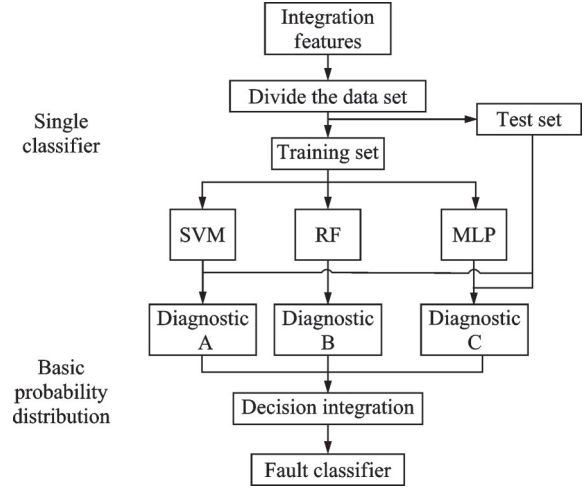 Integration
features
Divide the data set
Single
classifier
Test set
Training set
SVM
RF
MLP
Diagnostic
A
Diagnostic
B
Diagnostic
C
Basic
probability
distribution
Decision integration
Fault classifier